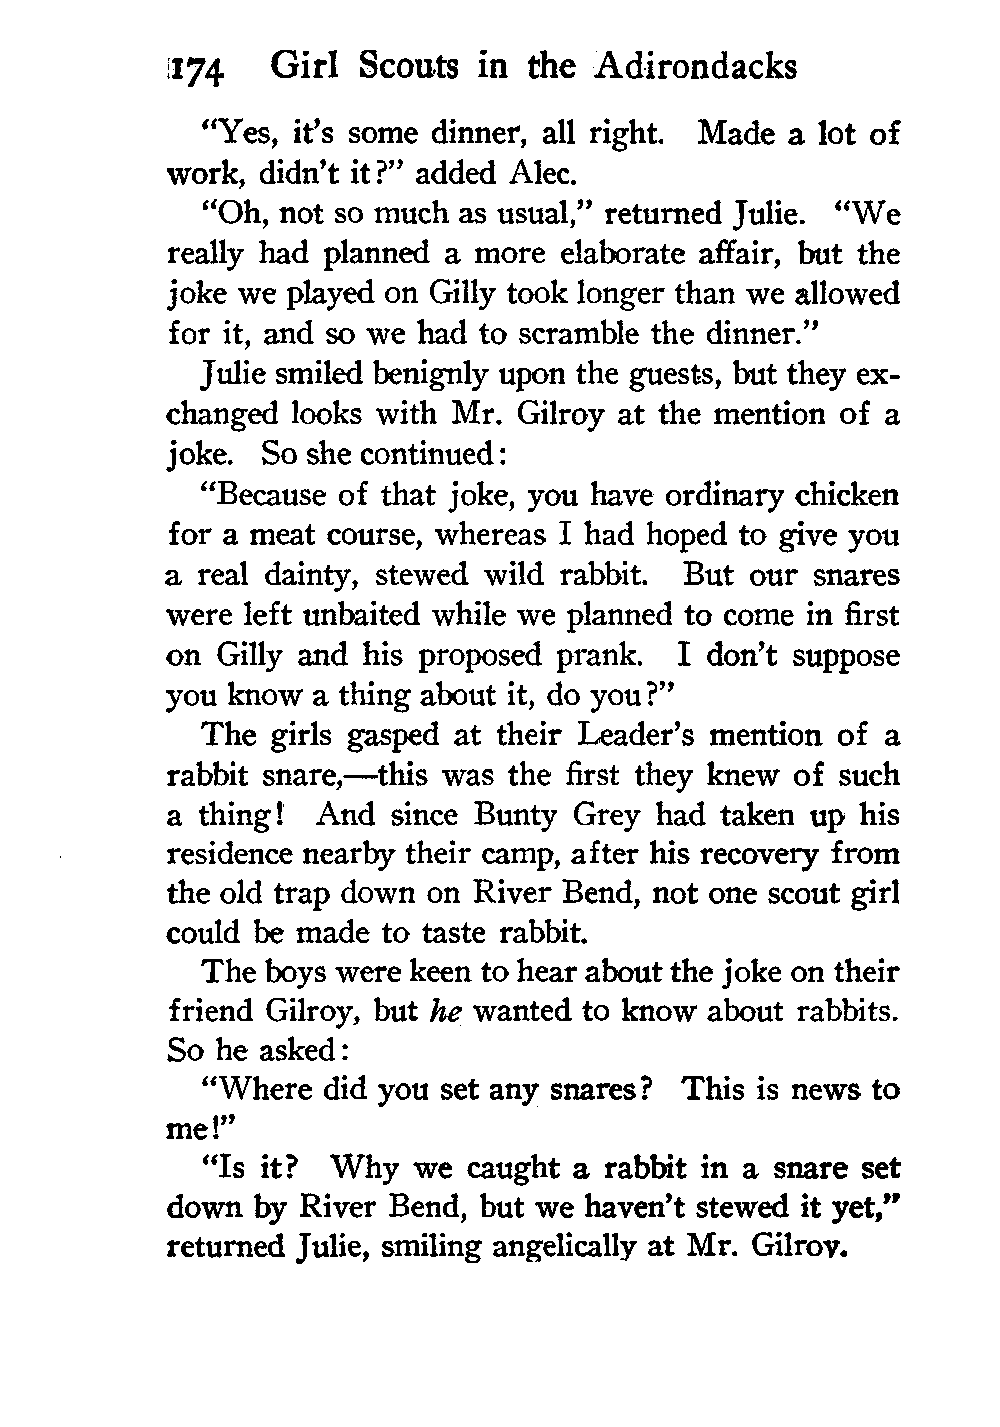 174 Girl Scouts in the Adirondacks
"Yes, it's some dinner, all right. Made a lot of
work, didn't it?" added Alec.
"Oh, not so much as usual," returned Julie. "We
really had planned a more elaborate affair, but the
joke we played on Gilly took longer than we allowed
for it, and so we had to scramble the dinner."
Julie smiled benignly upon the guests, but they ex-
changed looks with Mr. Gilroy at the mention of a
joke. So she continued:
"Because of that joke, you have ordinary chicken
for a meat course, whereas I had hoped to give you
a real dainty, stewed wild rabbit. But our snares
were left unbaited while we planned to come in first
on Gilly and his proposed prank. I don't suppose
you know a thing about it, do you?"
The girls gasped at their Leader's mention of a
rabbit snare,—this was the first they knew of such
a thing! And since Bunty Grey had taken up his
residence nearby their camp, after his recovery from
the old trap down on River Bend, not one scout girl
could be made to taste rabbit.
The boys were keen to hear about the joke on their
friend Gilroy, but he wanted to know about rabbits.
So he asked:
"Where did you set any snares? This is news to
me!"
"Is it? Why we caught a rabbit in a snare set
down by River Bend, but we haven't stewed it yet,"
returned Julie, smiling angelically at Mr. Gilroy.